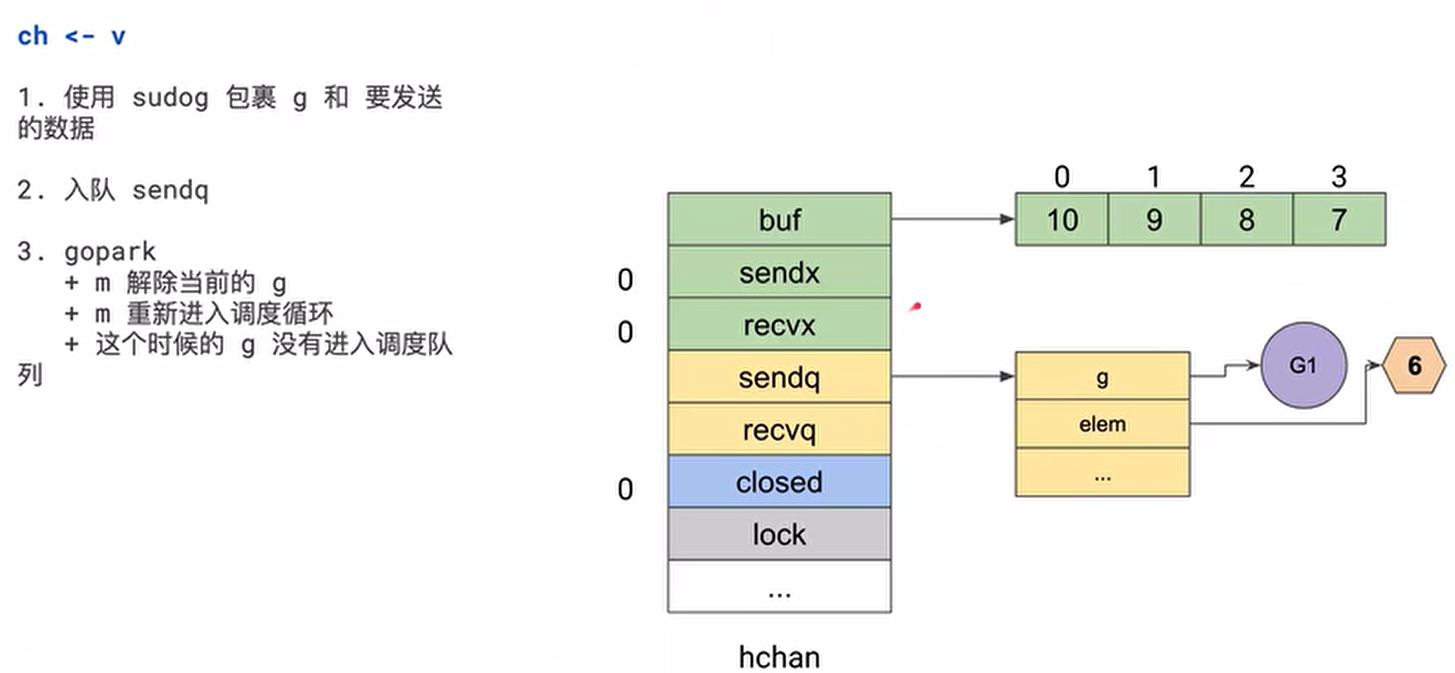 ch <- v
1. 使用 sudog 包裹 g 和 要发送
的数据
2. 入队 sendq
3. gopark
+ m 解除当前的 g
+ m 重新进入调度循环
+ 这个时候的 g 没有进入调度队
列
0 1 2 3
buf 10 9 8 7
0 sendx
0 recvx
sendq
recvq
0 closed
lock
...
hchan
g G1 6
elem
...